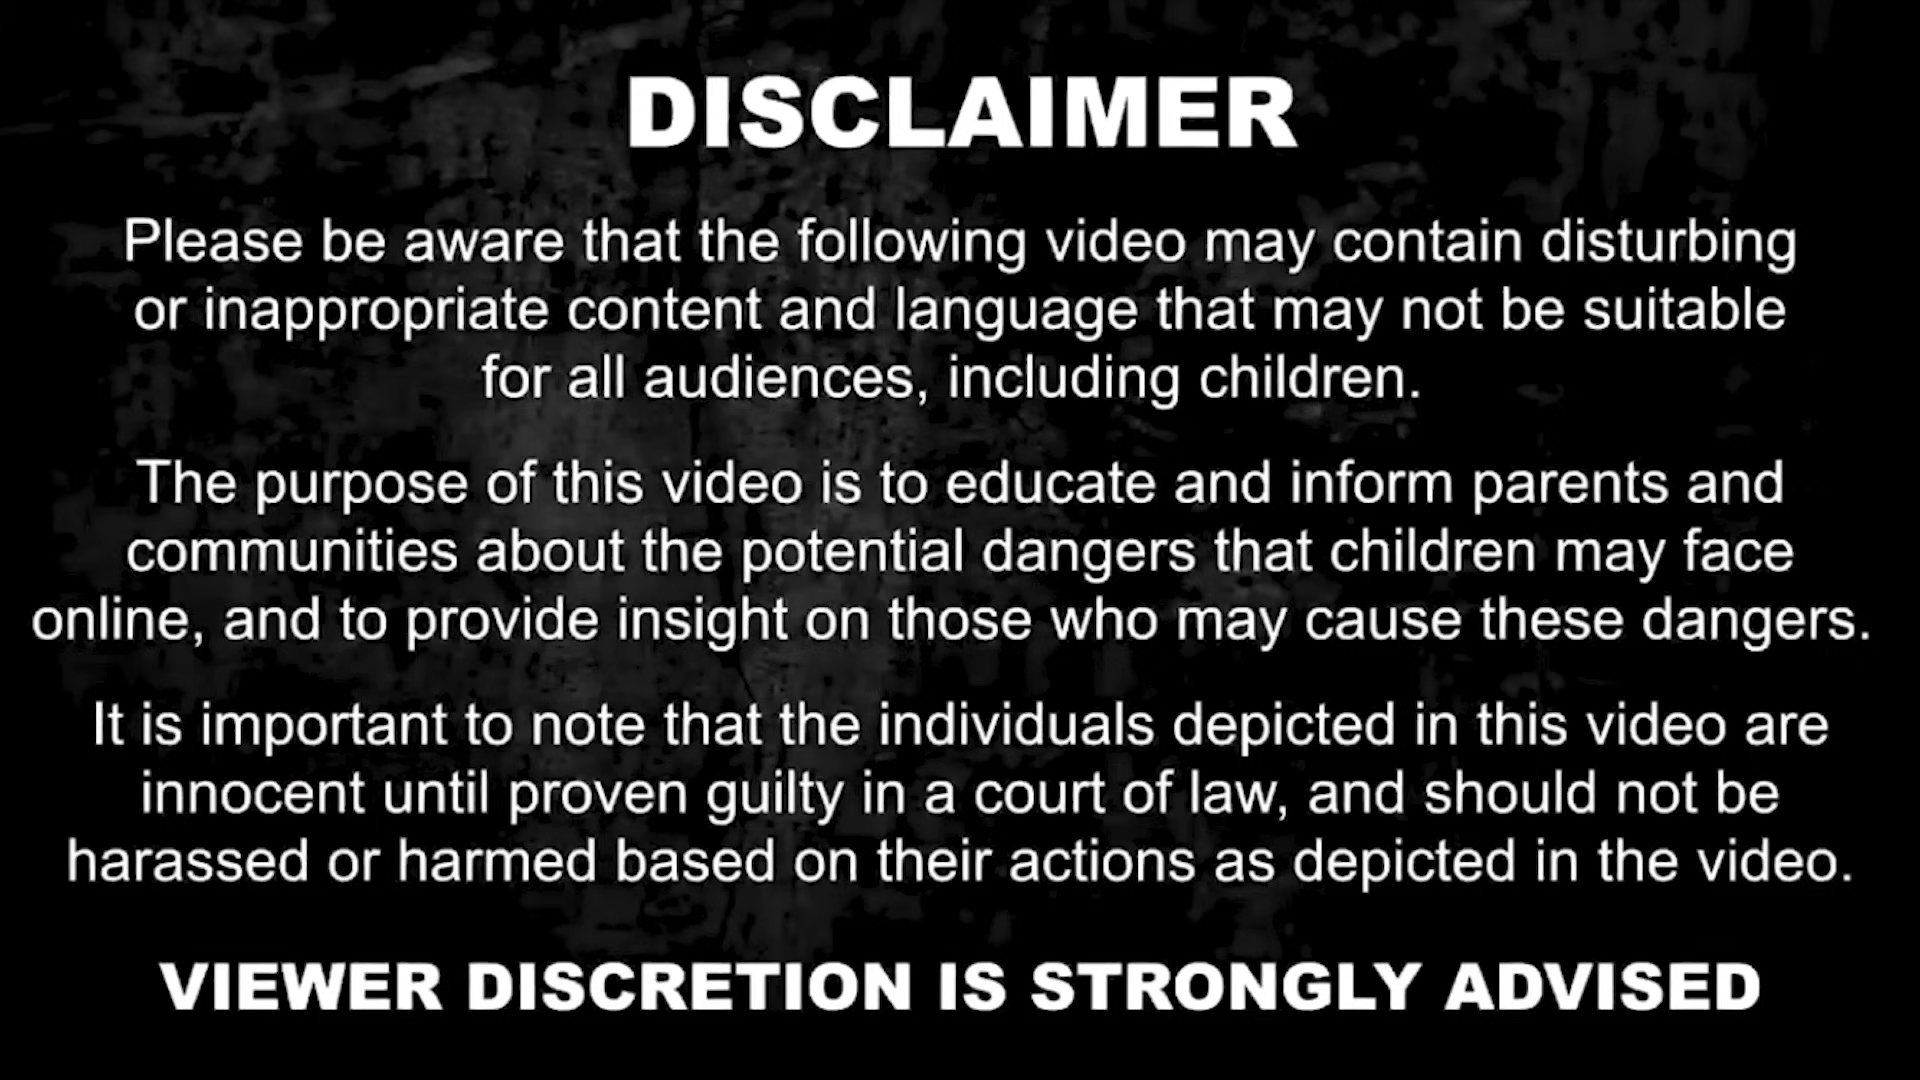 DISCLAIMER
Please be aware that the following video may contain disturbing
or inappropriate content and language that may not be suitable
for all audiences, including children.
The purpose of this video is to educate and inform parents and
communities about the potential dangers that children may face
online, and to provide insight on those who may cause these dangers.
It is important to note that the individuals depicted in this video are
innocent until proven guilty in a court of law, and should not be
harassed or harmed based on their actions as depicted in the video.
VIEWER DISCRETION IS STRONGLY ADVISED